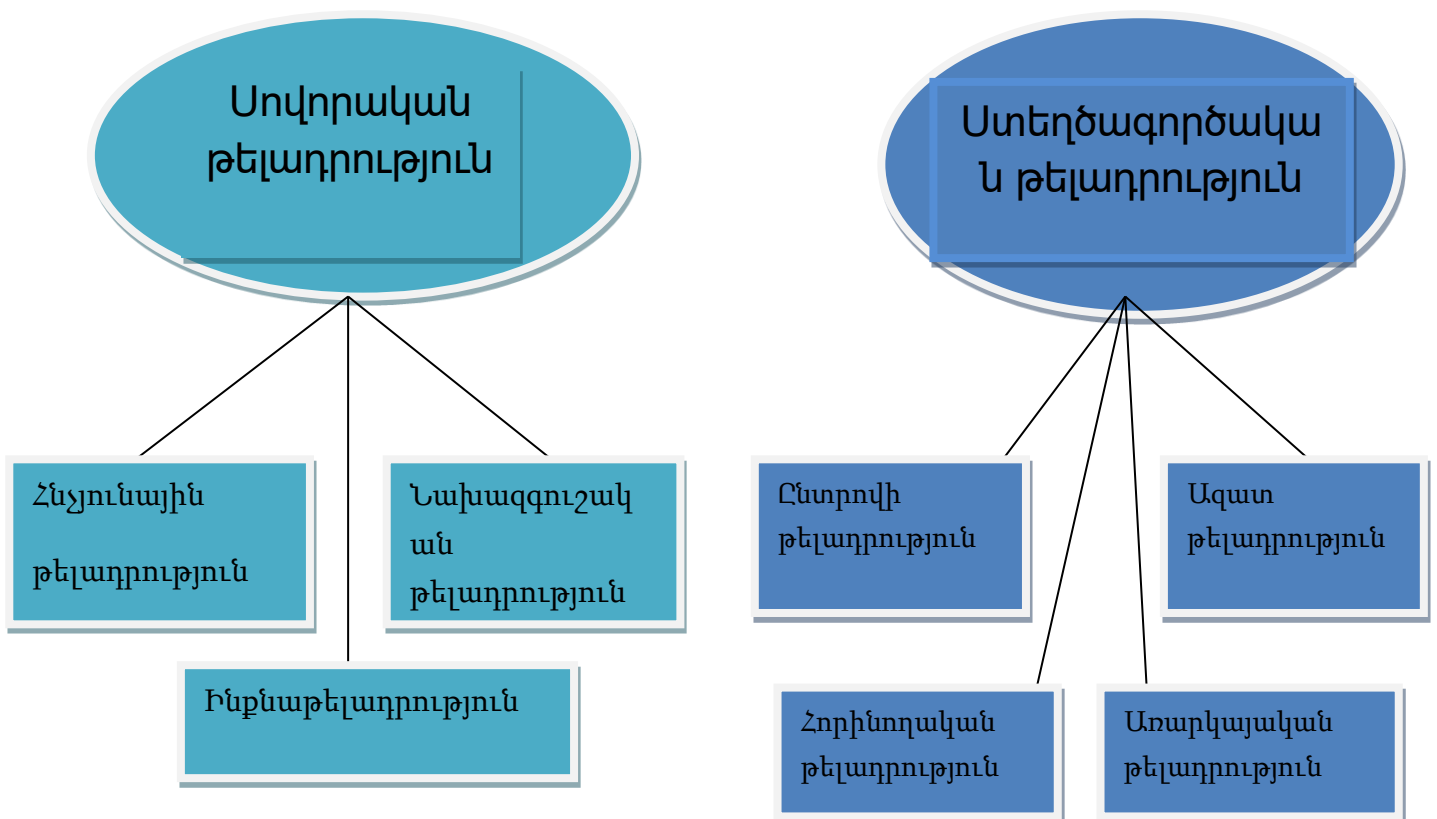 Սովորական
թելադրություն
Ստեղծագործակա
ն թելադրություն
Հնչյունային
թելադրություն
Նախազգուշակ
ան
թելադրություն
Ինքնաթելադրություն
Ընտրովի
թելադրություն
Ազատ
թելադրություն
Հորինողական
թելադրություն
Առարկայական
թելադրություն